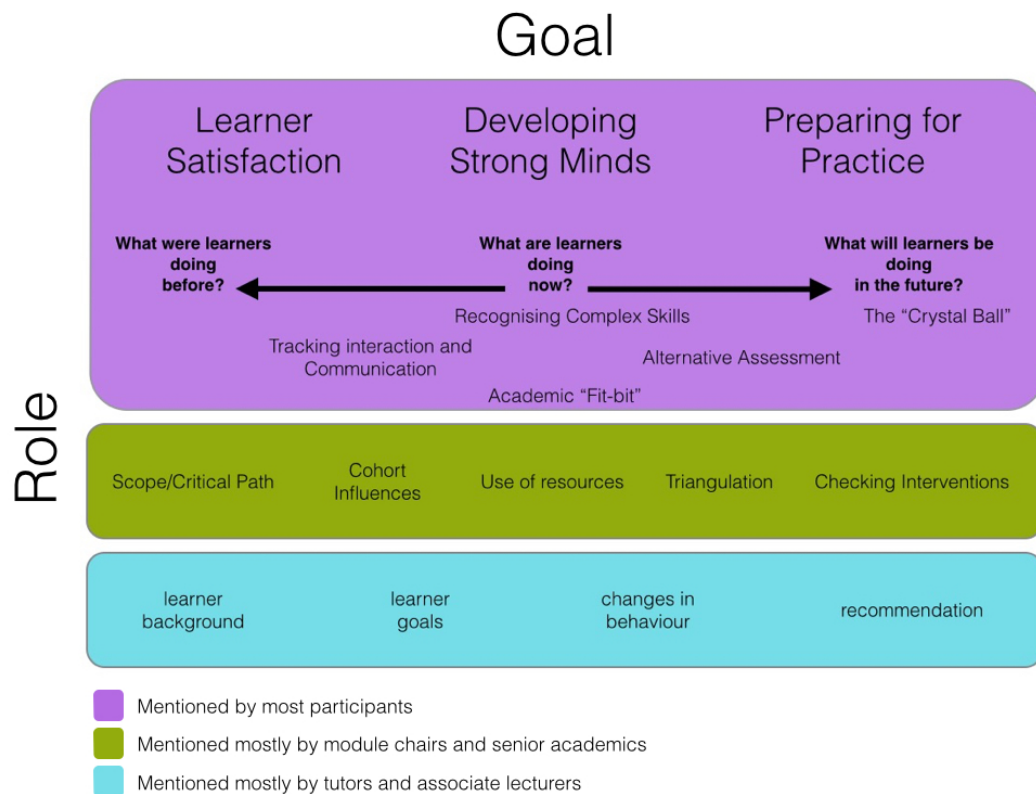 Goal
Role
Learner
Satisfaction
Developing
Strong Minds
Preparing for
Practice
What were learners
doing
before?
What are learners
doing
now?
What will learners be
doing
in the future?
Recognising Complex Skills
The “Crystal Ball”
Tracking interaction and
Communication
Alternative Assessment
Academic “Fit-bit”
Scope/Critical Path
Cohort
Influences
Use of resources
Triangulation
Checking Interventions
learner
background
learner
goals
changes in
behaviour
recommendation
Mentioned by most participants
Mentioned mostly by module chairs and senior academics
Mentioned mostly by tutors and associate lecturers